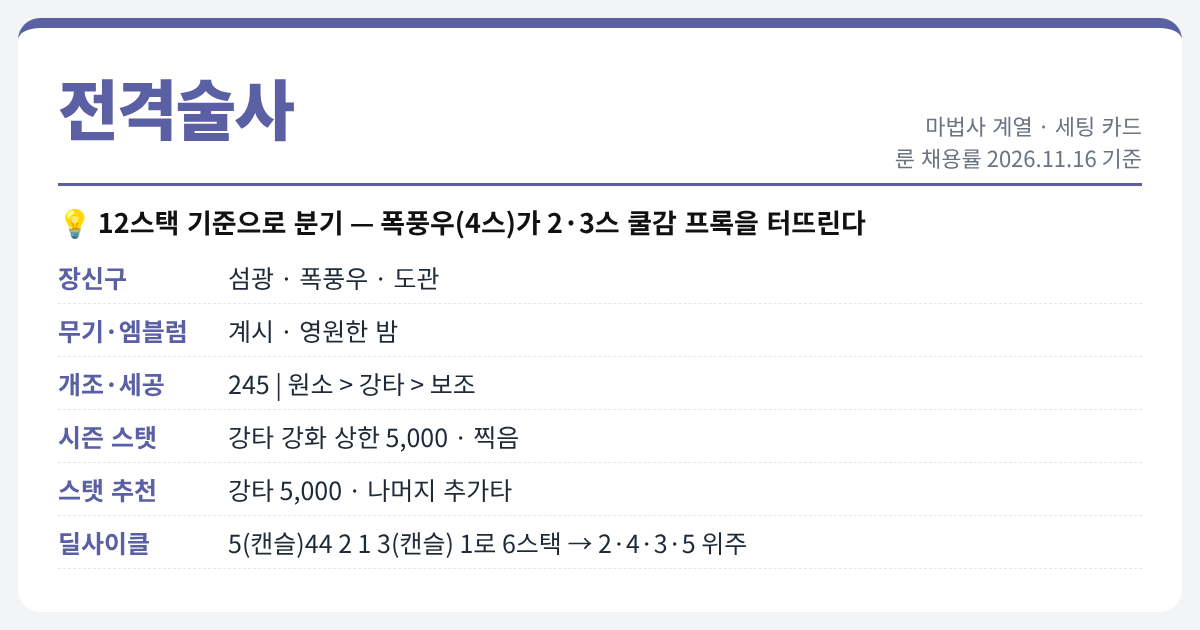 전격술사
마법사 계열 · 세팅 카드
룬 채용률 2026.11.16 기준
💡 12스택 기준으로 분기 — 폭풍우(4스)가 2·3스 쿨감 프록을 터뜨린다
장신구 섬광 · 폭풍우 · 도관
무기·엠블럼 계시 · 영원한 밤
개조·세공 245 | 원소 > 강타 > 보조
시즌 스탯 강타 강화 상한 5,000 · 찍음
스탯 추천 강타 5,000 · 나머지 추가타
딜사이클 5(캔슬)44 2 1 3(캔슬) 1로 6스택 → 2·4·3·5 위주